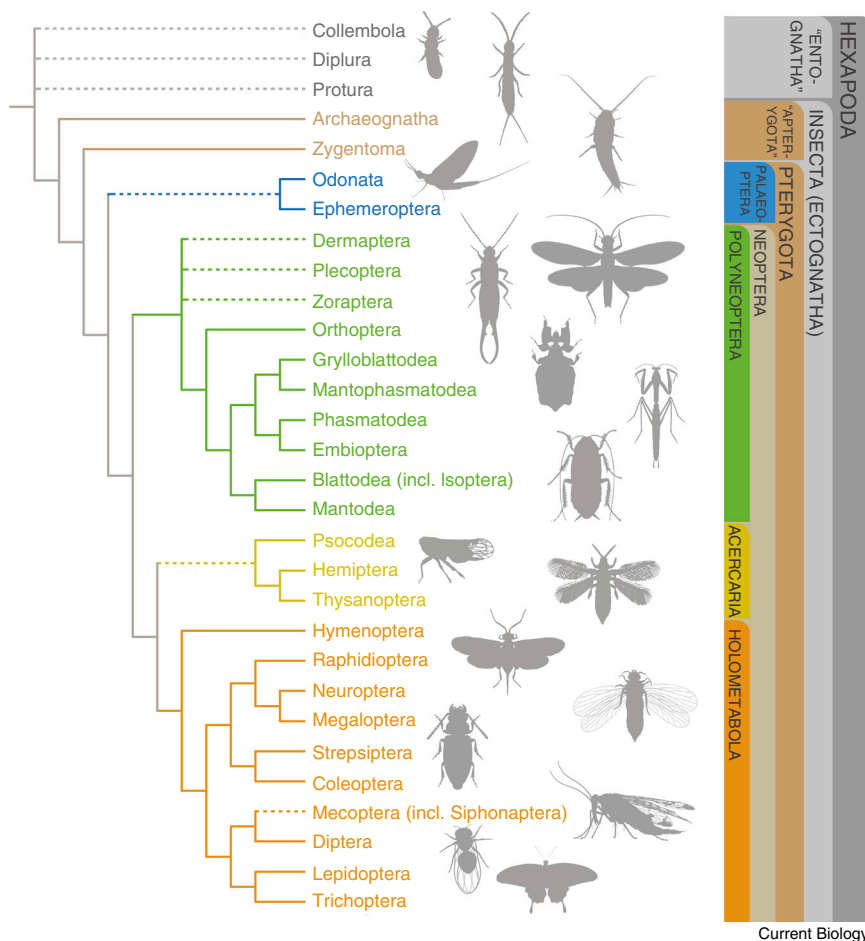 Collembola
Diplura
Protura
Archaeognatha
Zygentoma
Odonata
Ephemeroptera
Dermaptera
Plecoptera
Zoraptera
Orthoptera
Grylloblattodea
Mantophasmatodea
Phasmatodea
Embioptera
Blattodea (incl. Isoptera)
Mantodea
Psocodea
Hemiptera
Thysanoptera
Hymenoptera
Raphidioptera
Neuroptera
Megaloptera
Strepsiptera
Coleoptera
Mecoptera (incl. Siphonaptera)
Diptera
Lepidoptera
Trichoptera
HEXAPODA
"ENTO-
GNATHA"
INSECTA (ECTOGNATHA)
"APTER-
YGOTA"
PTERYGOTA
PALAEO-
PTERA
NEOPTERA
POLYNEOPTERA
ACERCARIA
HOLOMETABOLA
Current Biology